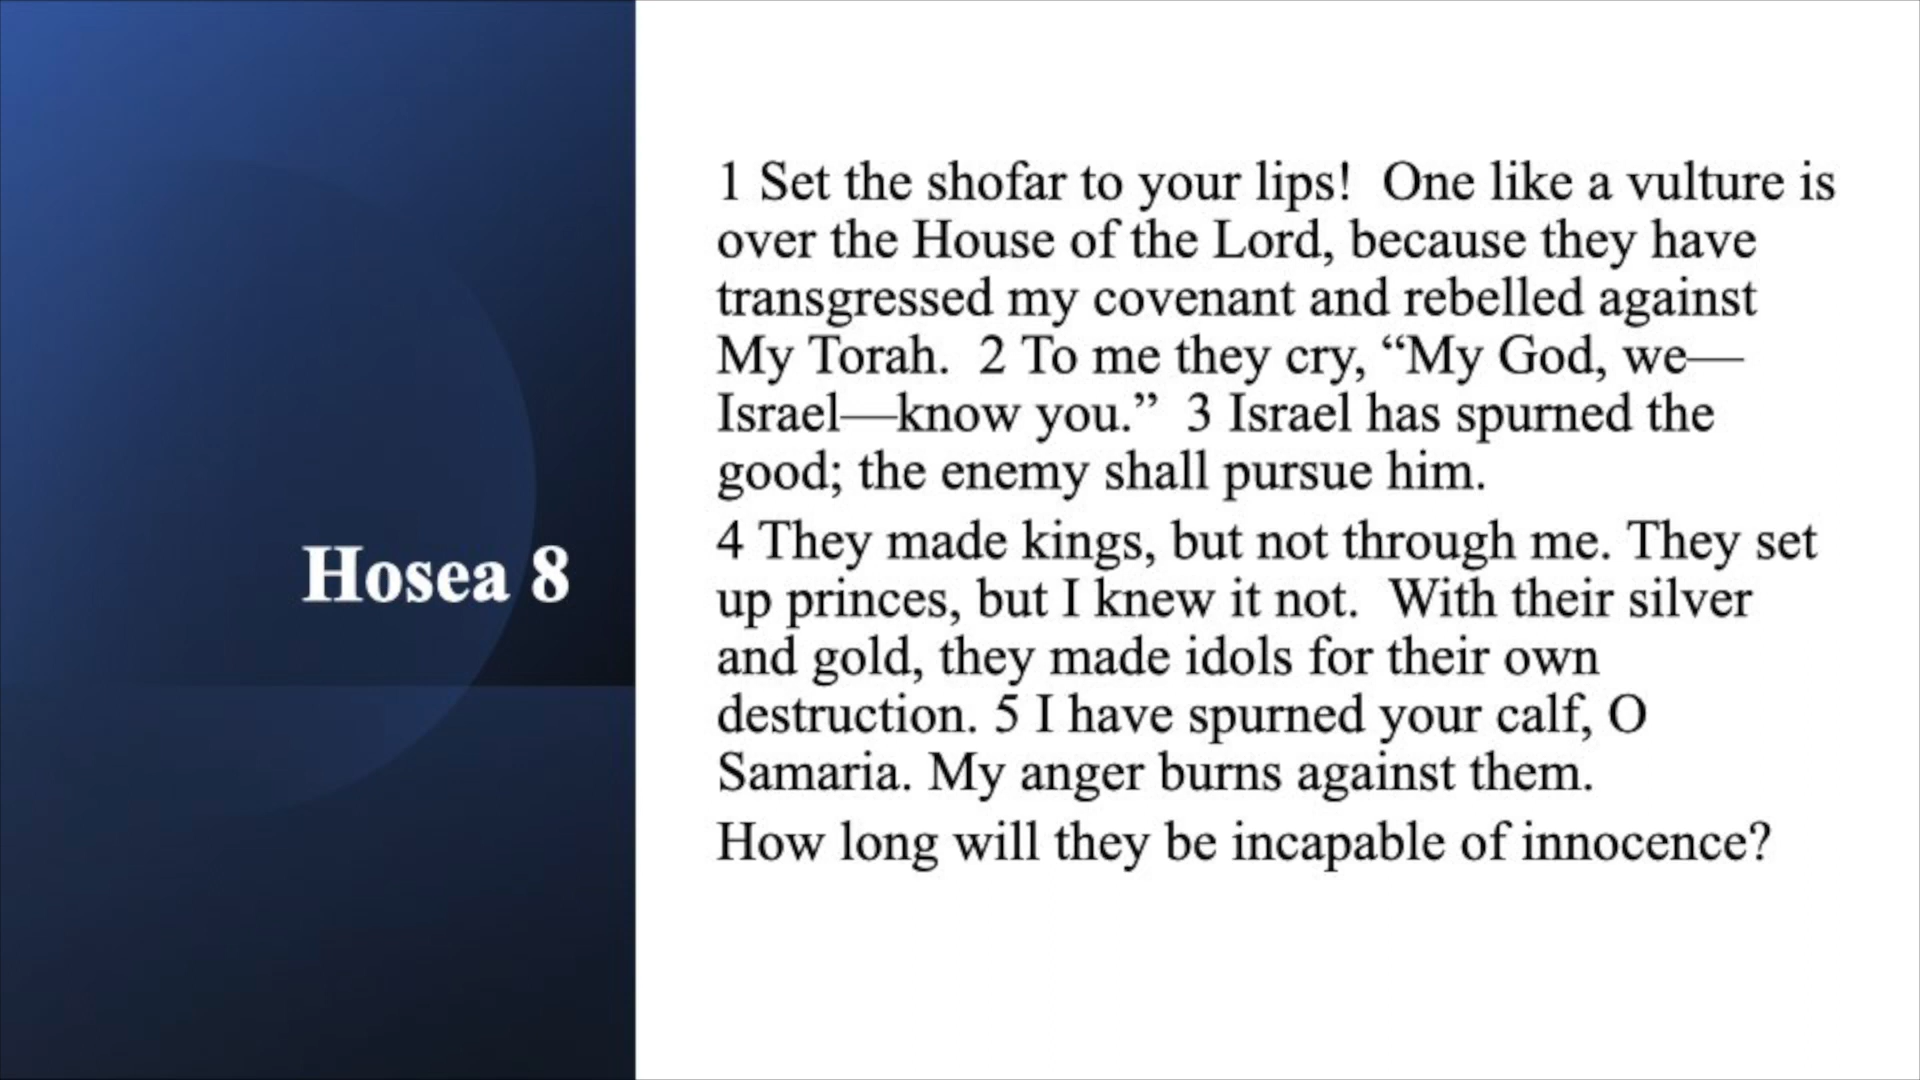 Hosea 8
1 Set the shofar to your lips!  One like a vulture is
over the House of the Lord, because they have
transgressed my covenant and rebelled against
My Torah.  2 To me they cry, “My God, we—
Israel—know you.”  3 Israel has spurned the
good; the enemy shall pursue him.
4 They made kings, but not through me. They set
up princes, but I knew it not.  With their silver
and gold, they made idols for their own
destruction. 5 I have spurned your calf, O
Samaria. My anger burns against them.
How long will they be incapable of innocence?